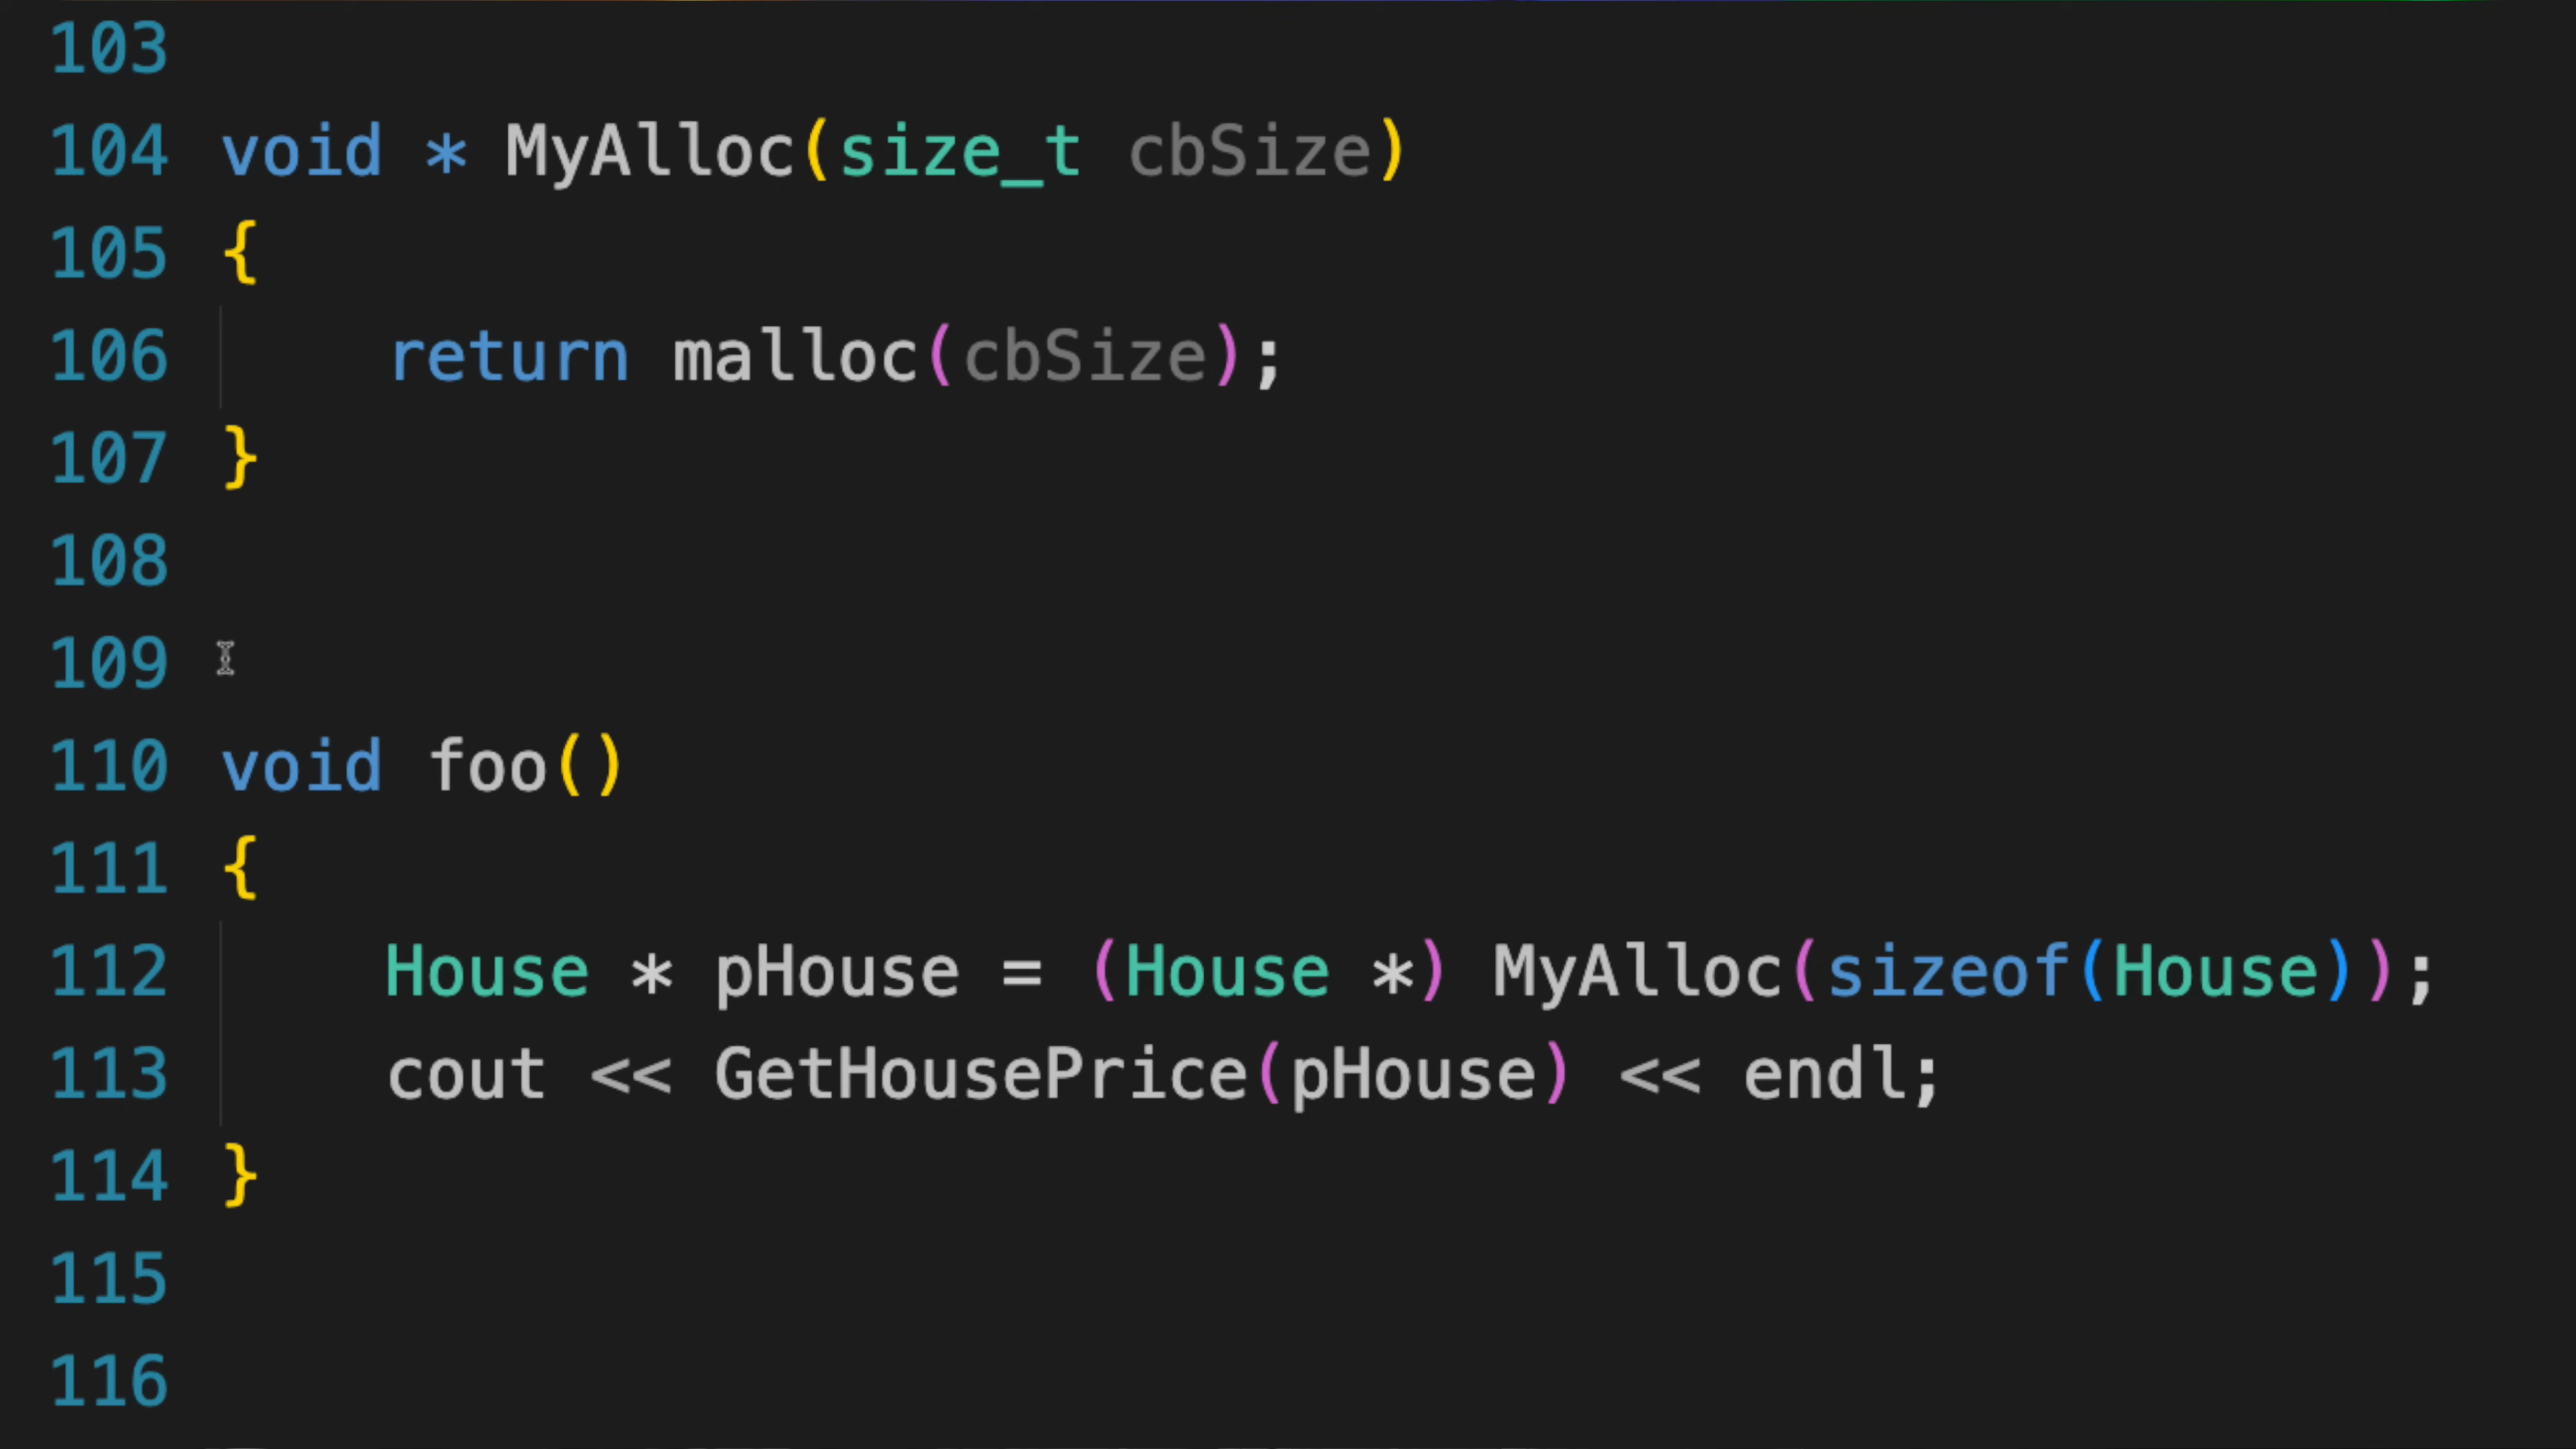 103
104 void * MyAlloc(size_t cbSize)
105 {
106     return malloc(cbSize);
107 }
108
109
110 void foo()
111 {
112     House * pHouse = (House *) MyAlloc(sizeof(House));
113     cout << GetHousePrice(pHouse) << endl;
114 }
115
116